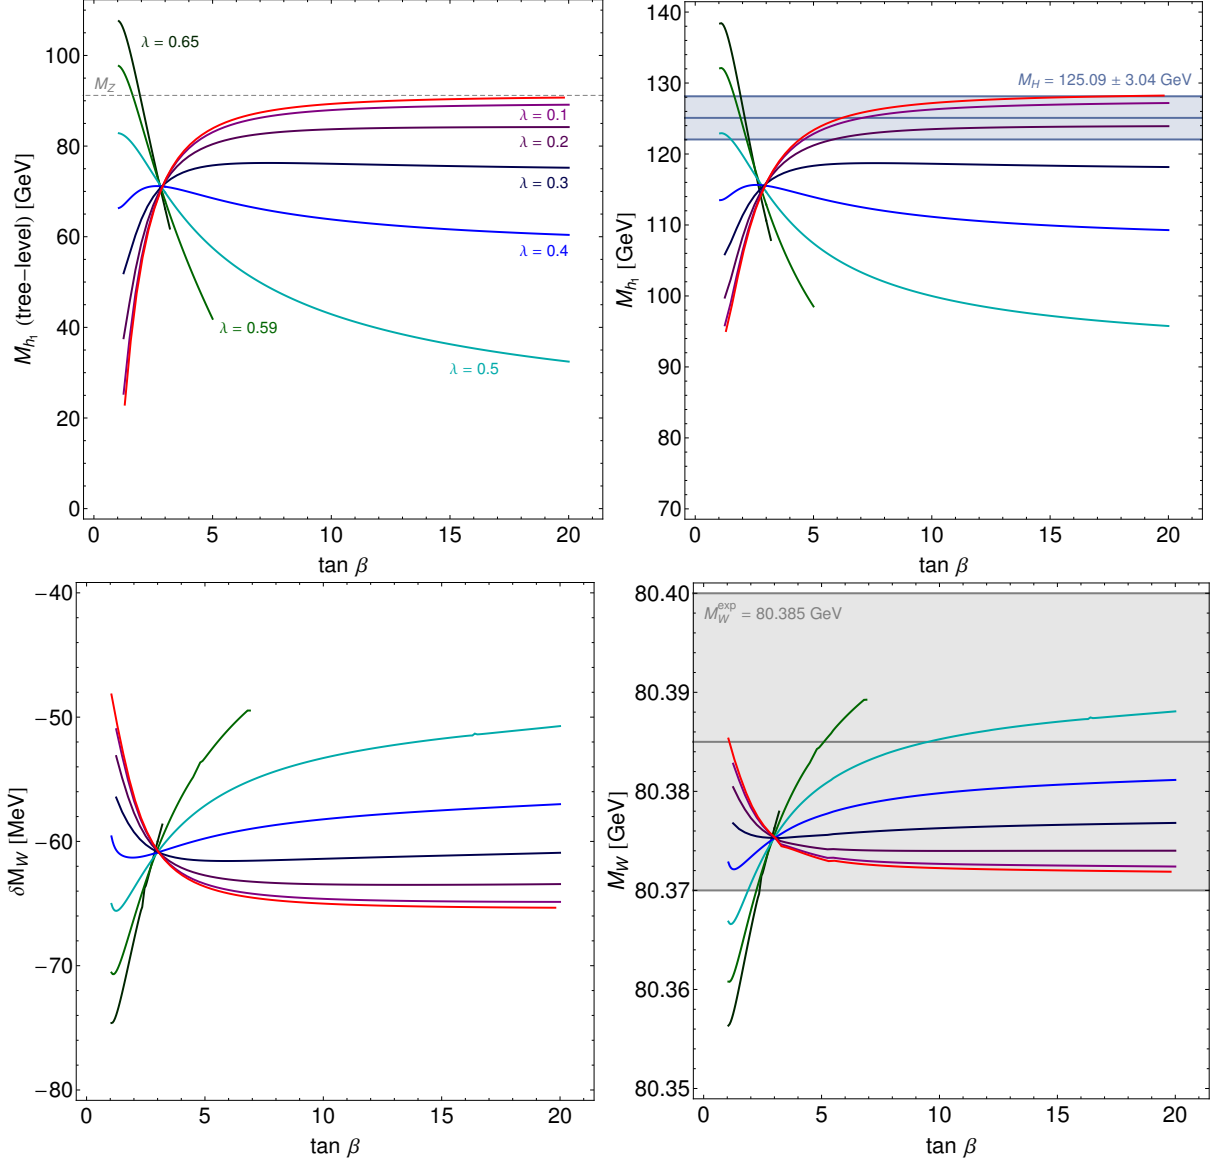 100
80
60
40
20
0
M_{h_1} (tree−level) [GeV]
M_Z
λ = 0.65
λ = 0.1
λ = 0.2
λ = 0.3
λ = 0.4
λ = 0.59
λ = 0.5
0 5 10 15 20
tan β
140
130
120
110
100
90
80
70
M_{h_1} [GeV]
M_H = 125.09 ± 3.04 GeV
0 5 10 15 20
tan β
−40
−50
−60
−70
−80
δM_W [MeV]
0 5 10 15 20
tan β
80.40
80.39
80.38
80.37
80.36
80.35
M_W [GeV]
M_W^{exp} = 80.385 GeV
0 5 10 15 20
tan β